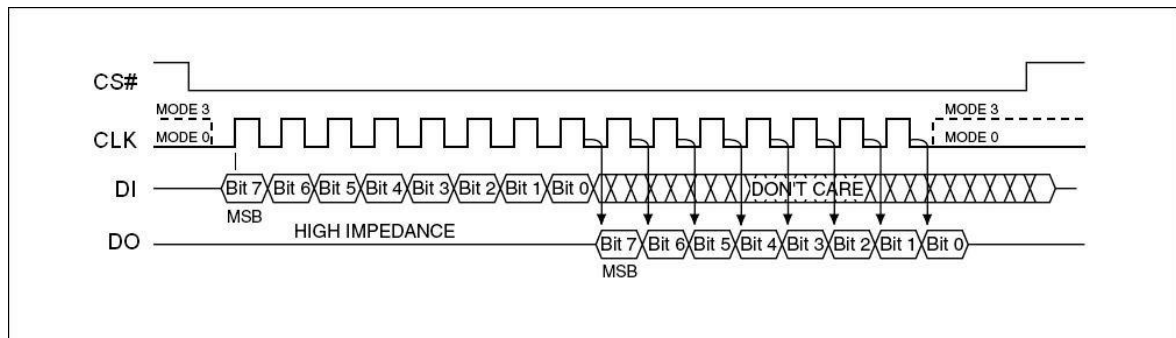 CS#
MODE 3 MODE 3
CLK MODE 0 MODE 0
DI Bit 7 Bit 6 Bit 5 Bit 4 Bit 3 Bit 2 Bit 1 Bit 0 DON'T CARE
MSB
HIGH IMPEDANCE
DO Bit 7 Bit 6 Bit 5 Bit 4 Bit 3 Bit 2 Bit 1 Bit 0
MSB